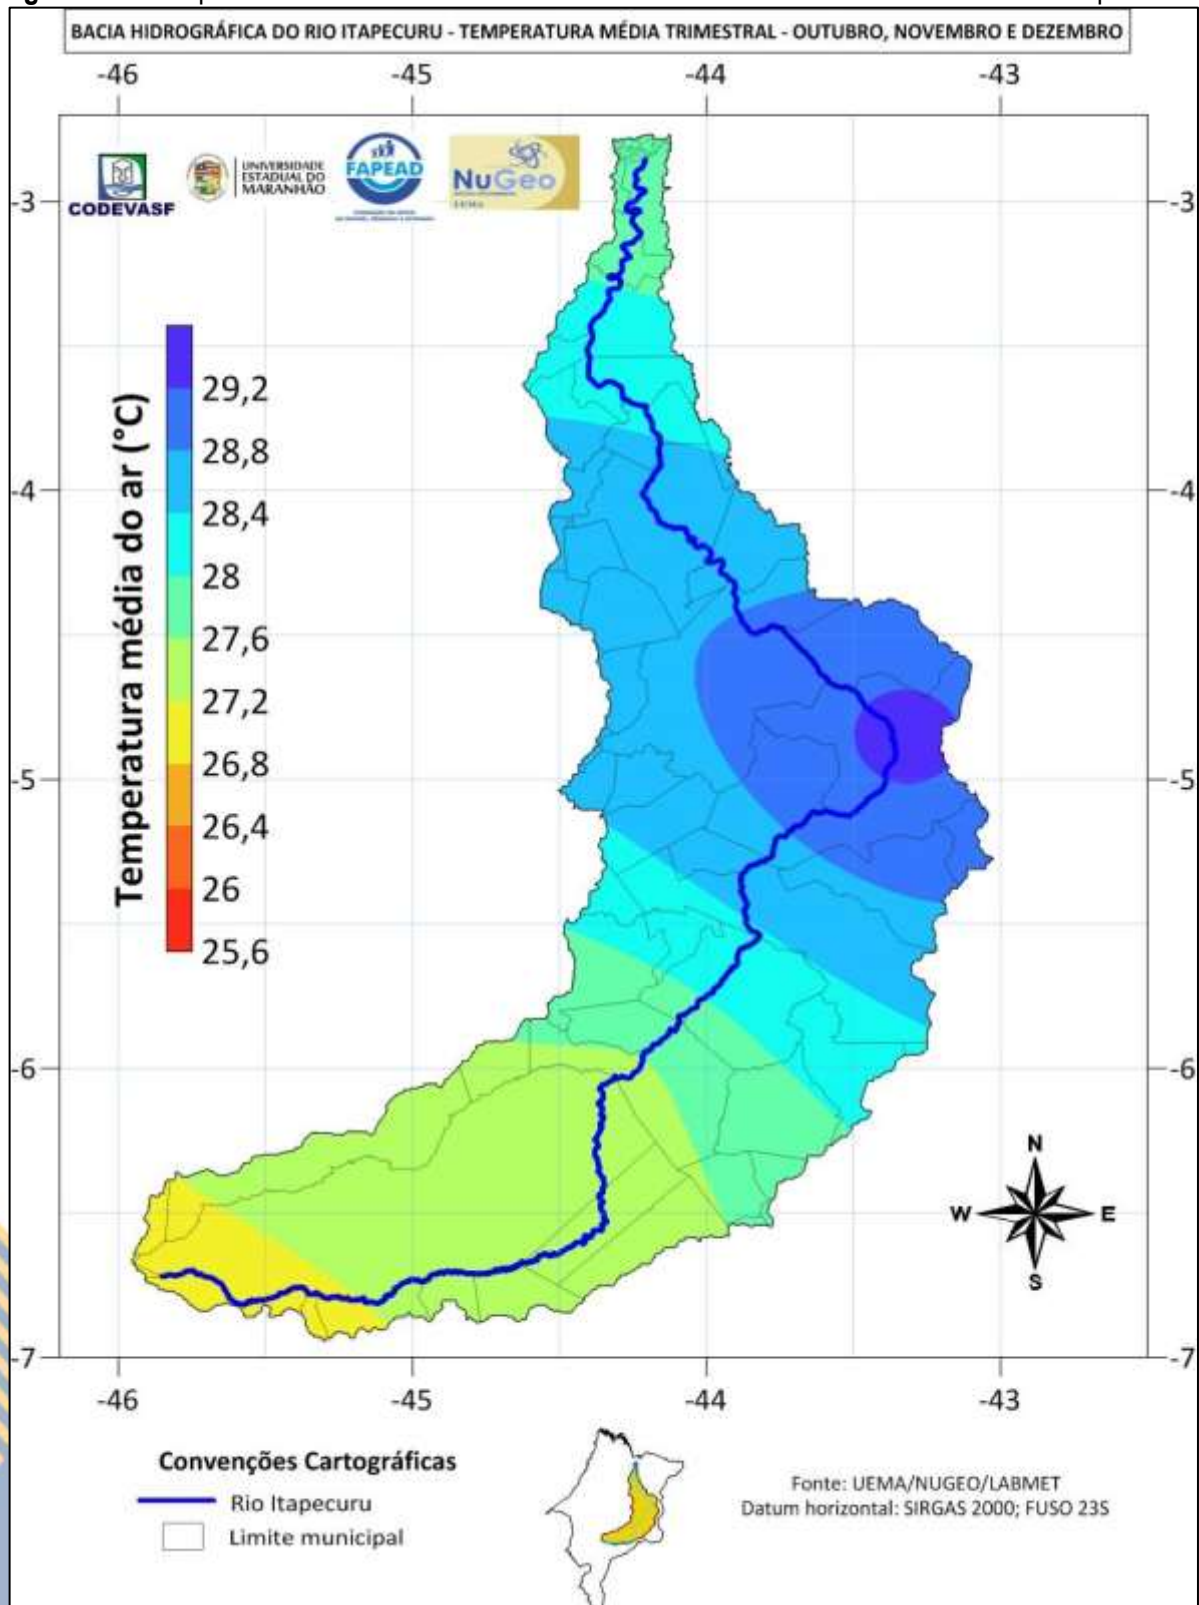 BACIA HIDROGRÁFICA DO RIO ITAPECURU - TEMPERATURA MÉDIA TRIMESTRAL - OUTUBRO, NOVEMBRO E DEZEMBRO
-46 -45 -44 -43
CODEVASF
UNIVERSIDADE
ESTADUAL DO
MARANHÃO
FAPEAD
NuGeo
-3 -3
-4 -4
-5 -5
-6 -6
-7 -7
Temperatura média do ar (°C)
29,2
28,8
28,4
28
27,6
27,2
26,8
26,4
26
25,6
N
W E
S
-46 -45 -44 -43
Convenções Cartográficas
Rio Itapecuru
Limite municipal
Fonte: UEMA/NUGEO/LABMET
Datum horizontal: SIRGAS 2000; FUSO 23S